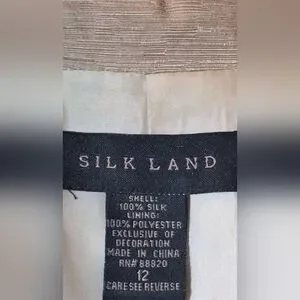 SILK LAND
SHELL:
100% SILK
LINING:
100% POLYESTER
EXCLUSIVE OF
DECORATION
MADE IN CHINA
RN# 88820
12
CARE SEE REVERSE